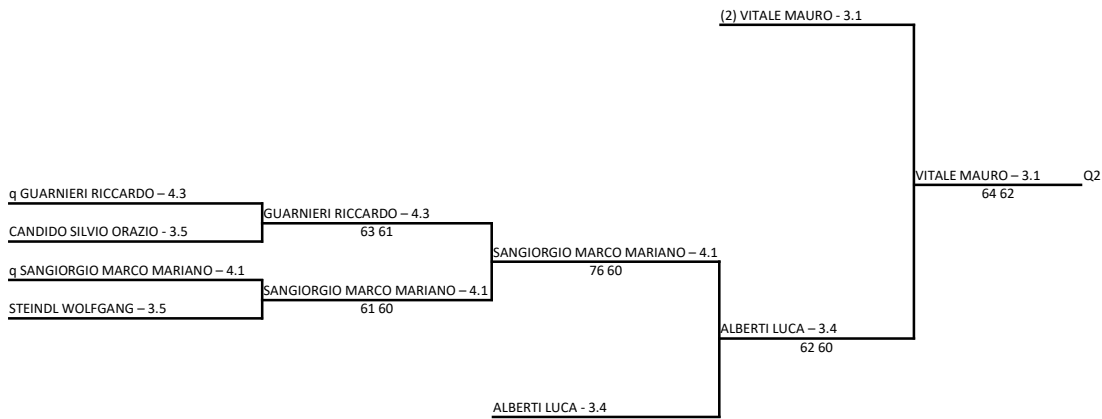 (2) VITALE MAURO - 3.1
VITALE MAURO – 3.1 Q2
64 62
q GUARNIERI RICCARDO – 4.3
GUARNIERI RICCARDO – 4.3
63 61
CANDIDO SILVIO ORAZIO - 3.5
SANGIORGIO MARCO MARIANO – 4.1
76 60
q SANGIORGIO MARCO MARIANO – 4.1
SANGIORGIO MARCO MARIANO – 4.1
61 60
STEINDL WOLFGANG – 3.5
ALBERTI LUCA – 3.4
62 60
ALBERTI LUCA - 3.4